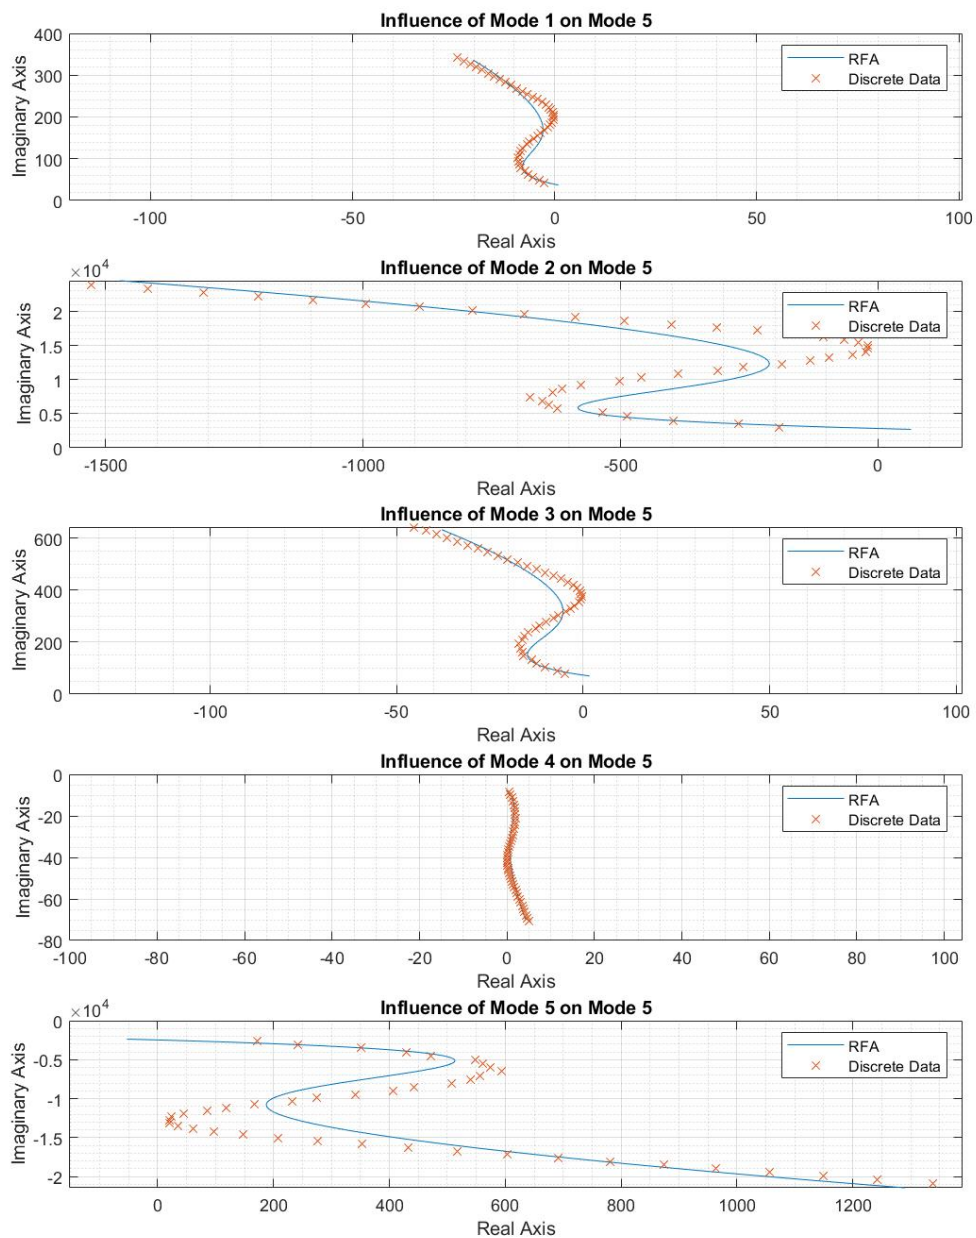 Influence of Mode 1 on Mode 5
400
300
200
100
0
Imaginary Axis
RFA
Discrete Data
-100 -50 0 50 100
Real Axis
×10⁴ Influence of Mode 2 on Mode 5
2
1.5
1
0.5
0
Imaginary Axis
RFA
Discrete Data
-1500 -1000 -500 0
Real Axis
Influence of Mode 3 on Mode 5
600
400
200
0
Imaginary Axis
RFA
Discrete Data
-100 -50 0 50 100
Real Axis
Influence of Mode 4 on Mode 5
0
-20
-40
-60
-80
Imaginary Axis
RFA
Discrete Data
-100 -80 -60 -40 -20 0 20 40 60 80 100
Real Axis
×10⁴ Influence of Mode 5 on Mode 5
0
-0.5
-1
-1.5
-2
Imaginary Axis
RFA
Discrete Data
0 200 400 600 800 1000 1200
Real Axis